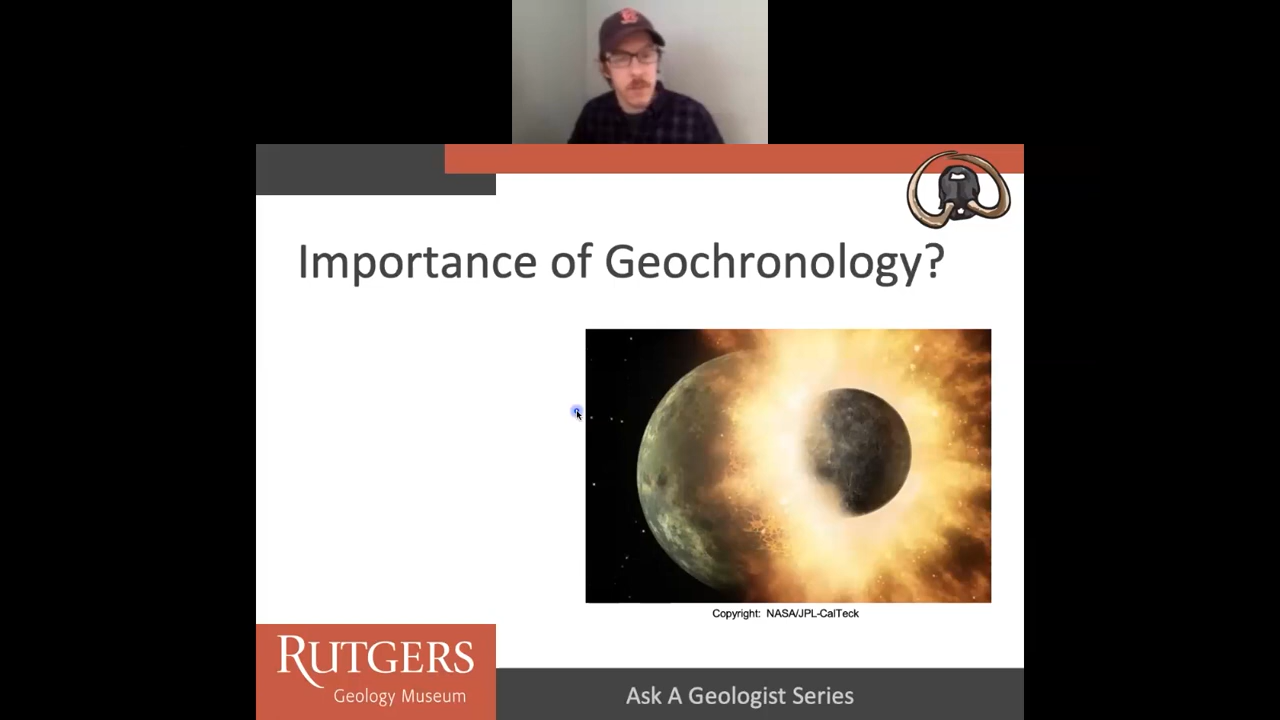 Importance of Geochronology?
Copyright: NASA/JPL-CalTeck
RUTGERS
Geology Museum
Ask A Geologist Series